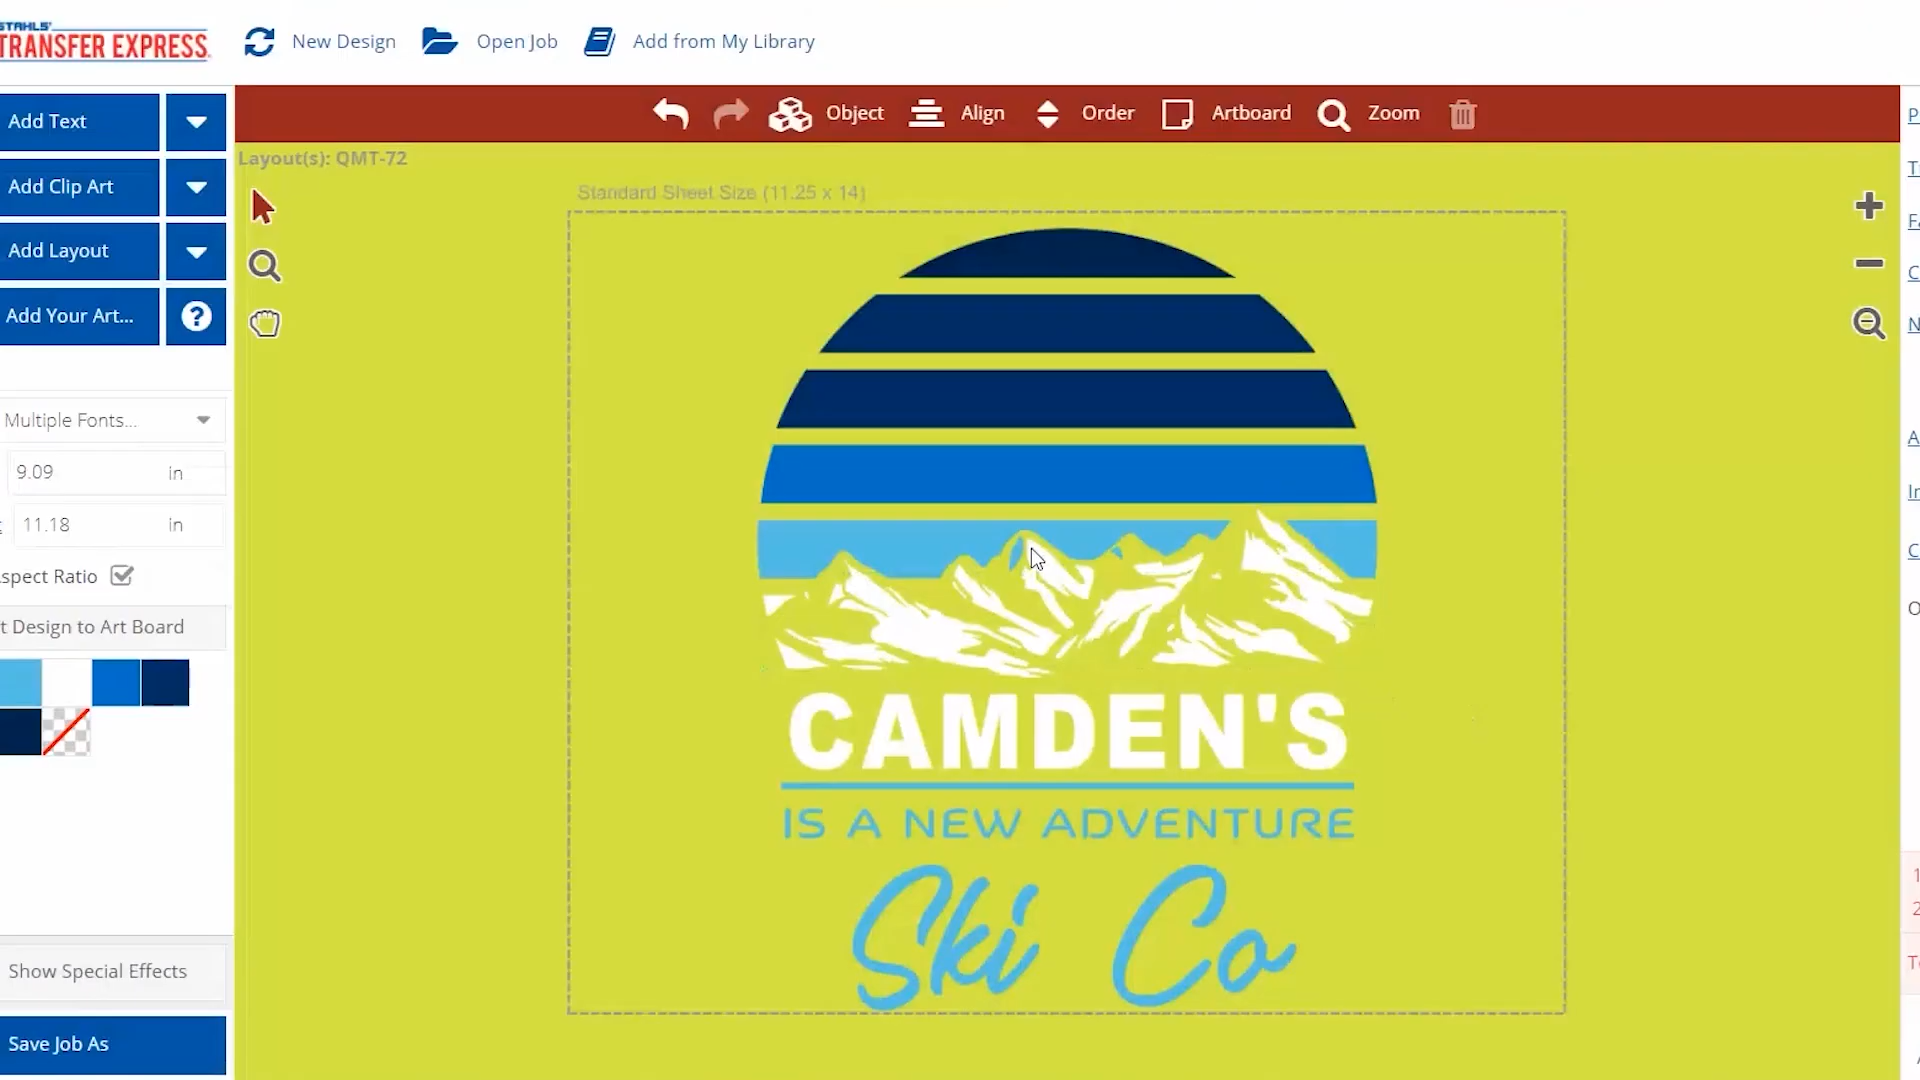 STAHLS'
TRANSFER EXPRESS
New Design
Open Job
Add from My Library
Add Text
Add Clip Art
Add Layout
Add Your Art...
?
Object
Align
Order
Artboard
Zoom
Layout(s): QMT-72
Standard Sheet Size (11.25 x 14)
Multiple Fonts...
9.09 in
11.18 in
spect Ratio
t Design to Art Board
CAMDEN'S
IS A NEW ADVENTURE
Ski Co
Show Special Effects
Save Job As